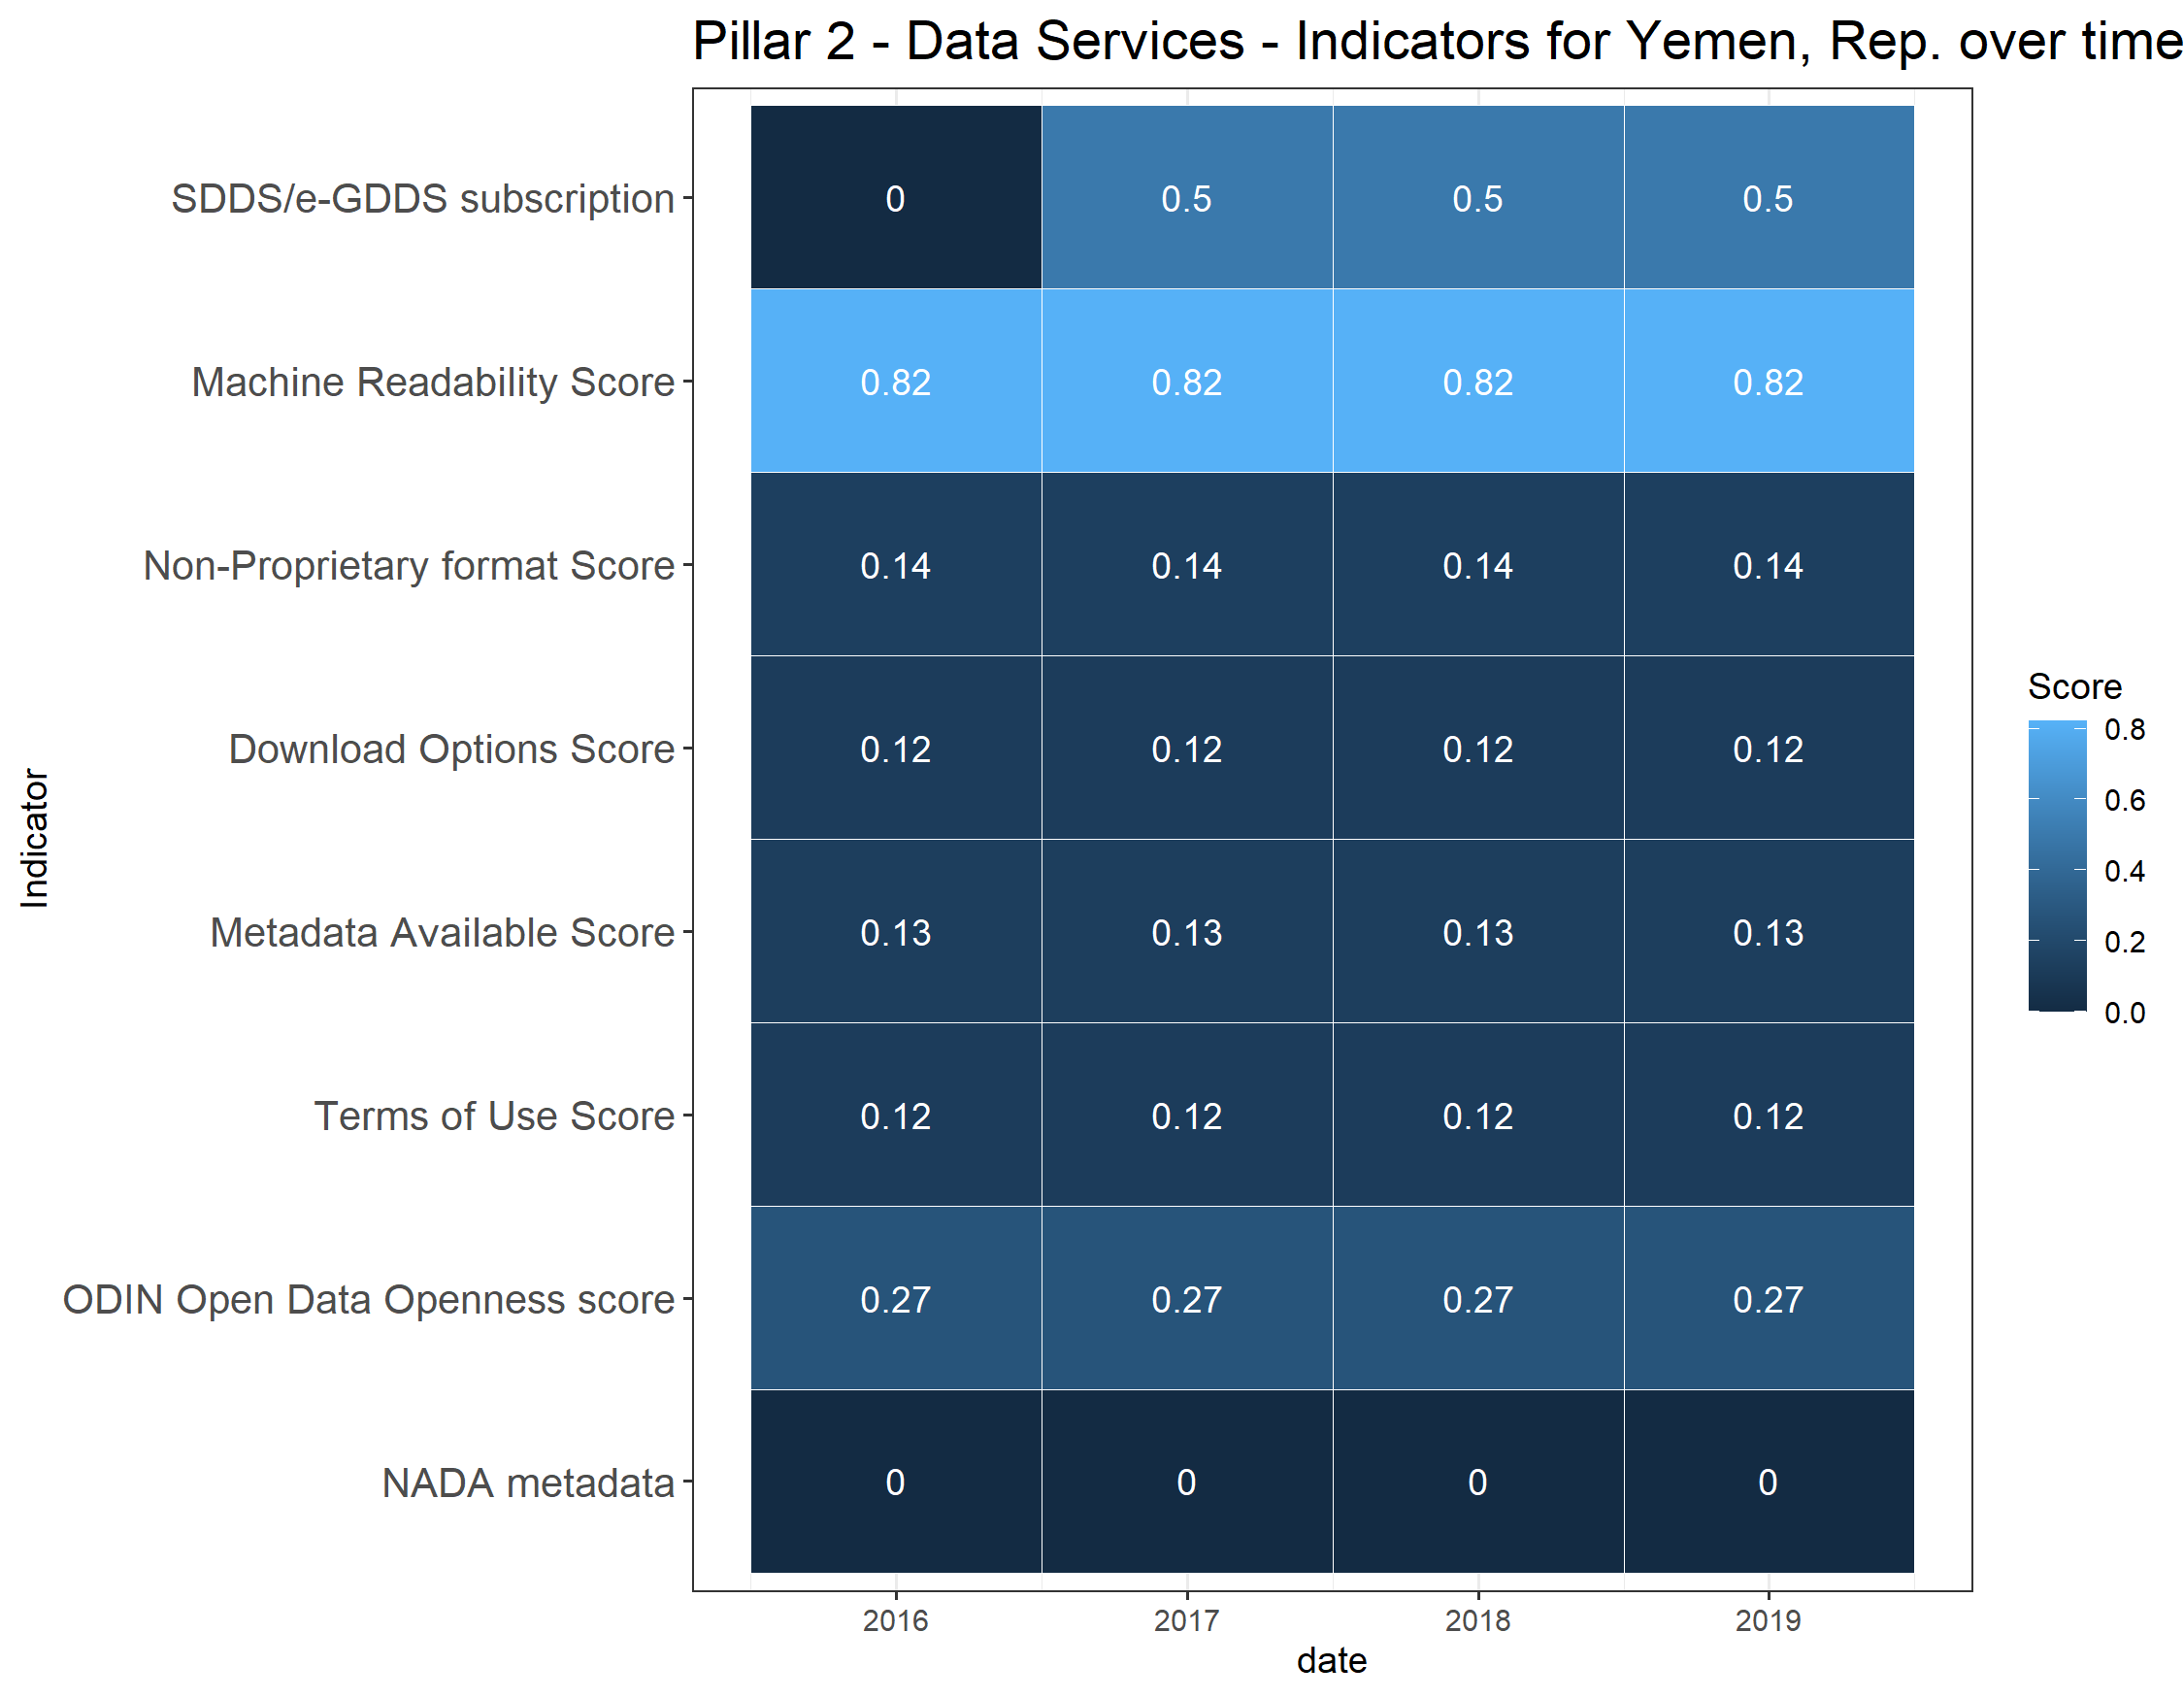 Pillar 2 - Data Services - Indicators for Yemen, Rep. over time
SDDS/e-GDDS subscription 0 0.5 0.5 0.5
Machine Readability Score 0.82 0.82 0.82 0.82
Non-Proprietary format Score 0.14 0.14 0.14 0.14
Download Options Score 0.12 0.12 0.12 0.12
Metadata Available Score 0.13 0.13 0.13 0.13
Terms of Use Score 0.12 0.12 0.12 0.12
ODIN Open Data Openness score 0.27 0.27 0.27 0.27
NADA metadata 0 0 0 0
Indicator
2016 2017 2018 2019
date
Score
0.8
0.6
0.4
0.2
0.0